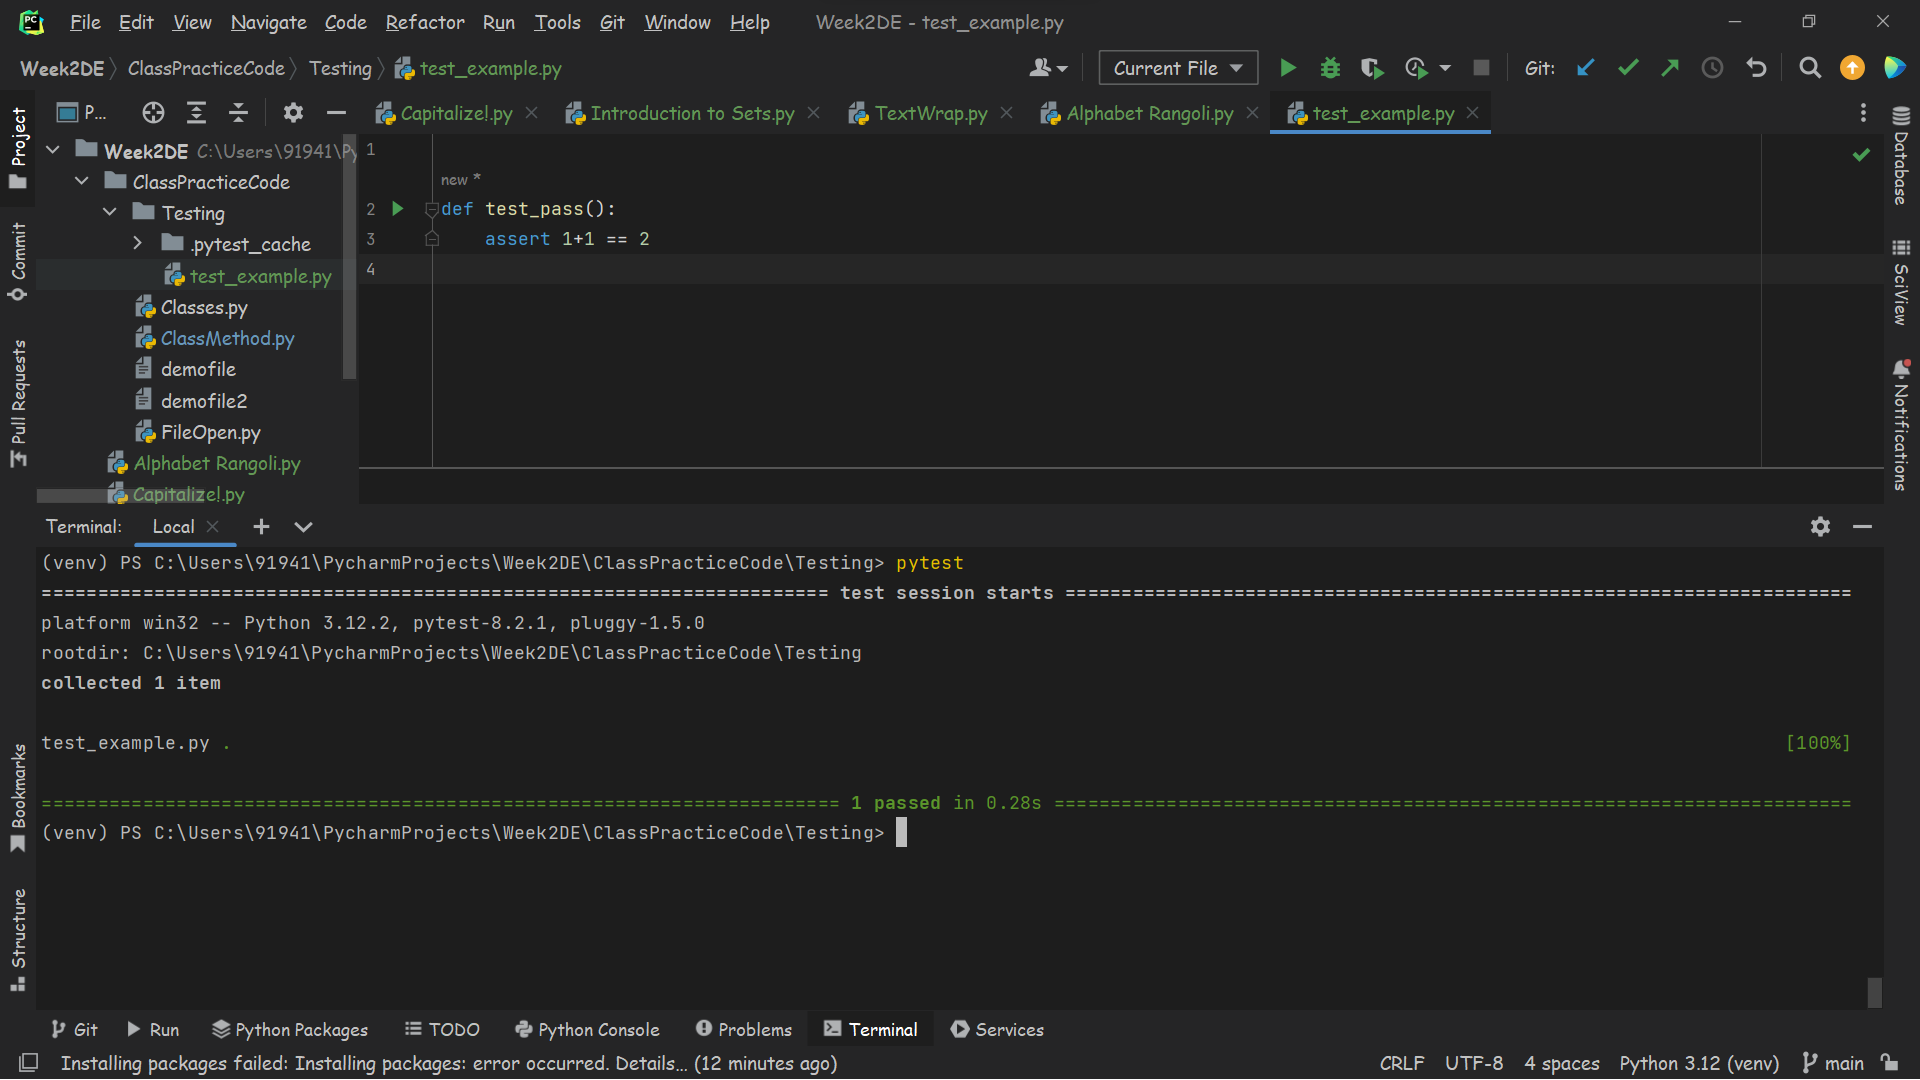 PC File Edit View Navigate Code Refactor Run Tools Git Window Help Week2DE - test_example.py
Week2DE ClassPracticeCode Testing test_example.py Current File Git:
P... Capitalize!.py Introduction to Sets.py TextWrap.py Alphabet Rangoli.py test_example.py
Project
Commit
Pull Requests
Bookmarks
Structure
Week2DE C:\Users\91941\Py
ClassPracticeCode
Testing
.pytest_cache
test_example.py
Classes.py
ClassMethod.py
demofile
demofile2
FileOpen.py
Alphabet Rangoli.py
Capitalize!.py
1
new *
2 def test_pass():
3 assert 1+1 == 2
4
Database
SciView
Notifications
Terminal: Local
(venv) PS C:\Users\91941\PycharmProjects\Week2DE\ClassPracticeCode\Testing> pytest
====================================================================== test session starts ======================================================================
platform win32 -- Python 3.12.2, pytest-8.2.1, pluggy-1.5.0
rootdir: C:\Users\91941\PycharmProjects\Week2DE\ClassPracticeCode\Testing
collected 1 item
test_example.py . [100%]
======================================================================= 1 passed in 0.28s =======================================================================
(venv) PS C:\Users\91941\PycharmProjects\Week2DE\ClassPracticeCode\Testing>
Git Run Python Packages TODO Python Console Problems Terminal Services
Installing packages failed: Installing packages: error occurred. Details... (12 minutes ago) CRLF UTF-8 4 spaces Python 3.12 (venv) main